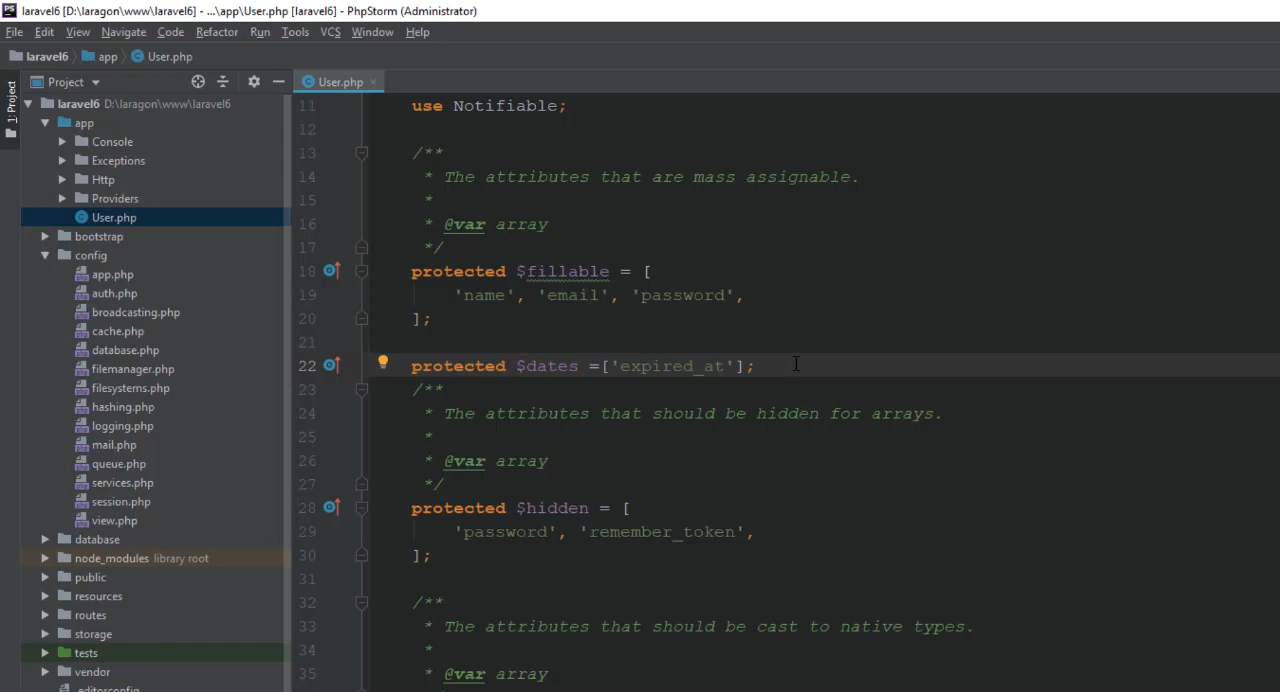 PS laravel6 [D:\laragon\www\laravel6] - ...\app\User.php [laravel6] - PhpStorm (Administrator)
File Edit View Navigate Code Refactor Run Tools VCS Window Help
laravel6 app User.php
1: Project
Project
laravel6 D:\laragon\www\laravel6
app
Console
Exceptions
Http
Providers
User.php
bootstrap
config
app.php
auth.php
broadcasting.php
cache.php
database.php
filemanager.php
filesystems.php
hashing.php
logging.php
mail.php
queue.php
services.php
session.php
view.php
database
node_modules library root
public
resources
routes
storage
tests
vendor
.editorconfig
User.php
11 use Notifiable;
12
13 /**
14 * The attributes that are mass assignable.
15 *
16 * @var array
17 */
18 protected $fillable = [
19 'name', 'email', 'password',
20 ];
21
22 protected $dates =['expired_at'];
23 /**
24 * The attributes that should be hidden for arrays.
25 *
26 * @var array
27 */
28 protected $hidden = [
29 'password', 'remember_token',
30 ];
31
32 /**
33 * The attributes that should be cast to native types.
34 *
35 * @var array